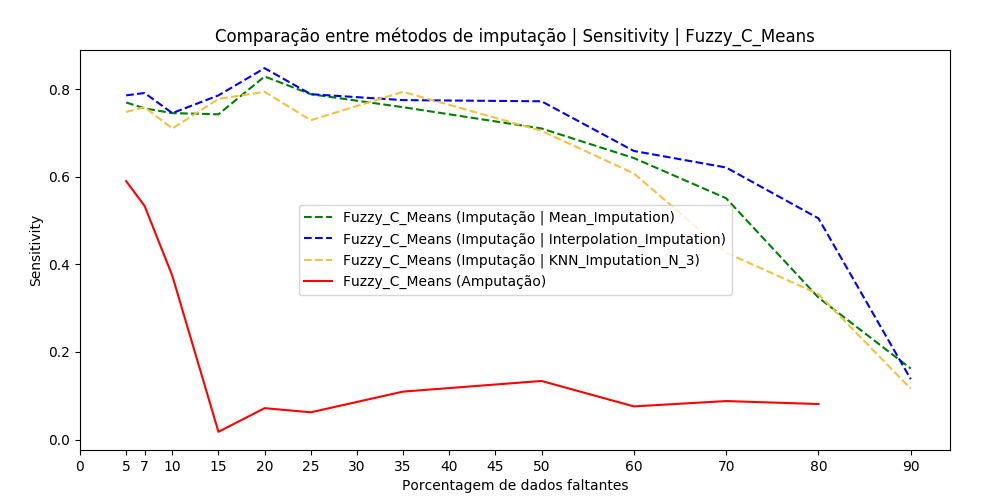 Comparação entre métodos de imputação | Sensitivity | Fuzzy_C_Means
Sensitivity
0.8
0.6
0.4
0.2
0.0
Fuzzy_C_Means (Imputação | Mean_Imputation)
Fuzzy_C_Means (Imputação | Interpolation_Imputation)
Fuzzy_C_Means (Imputação | KNN_Imputation_N_3)
Fuzzy_C_Means (Amputação)
0 5 7 10 15 20 25 30 35 40 45 50 60 70 80 90
Porcentagem de dados faltantes